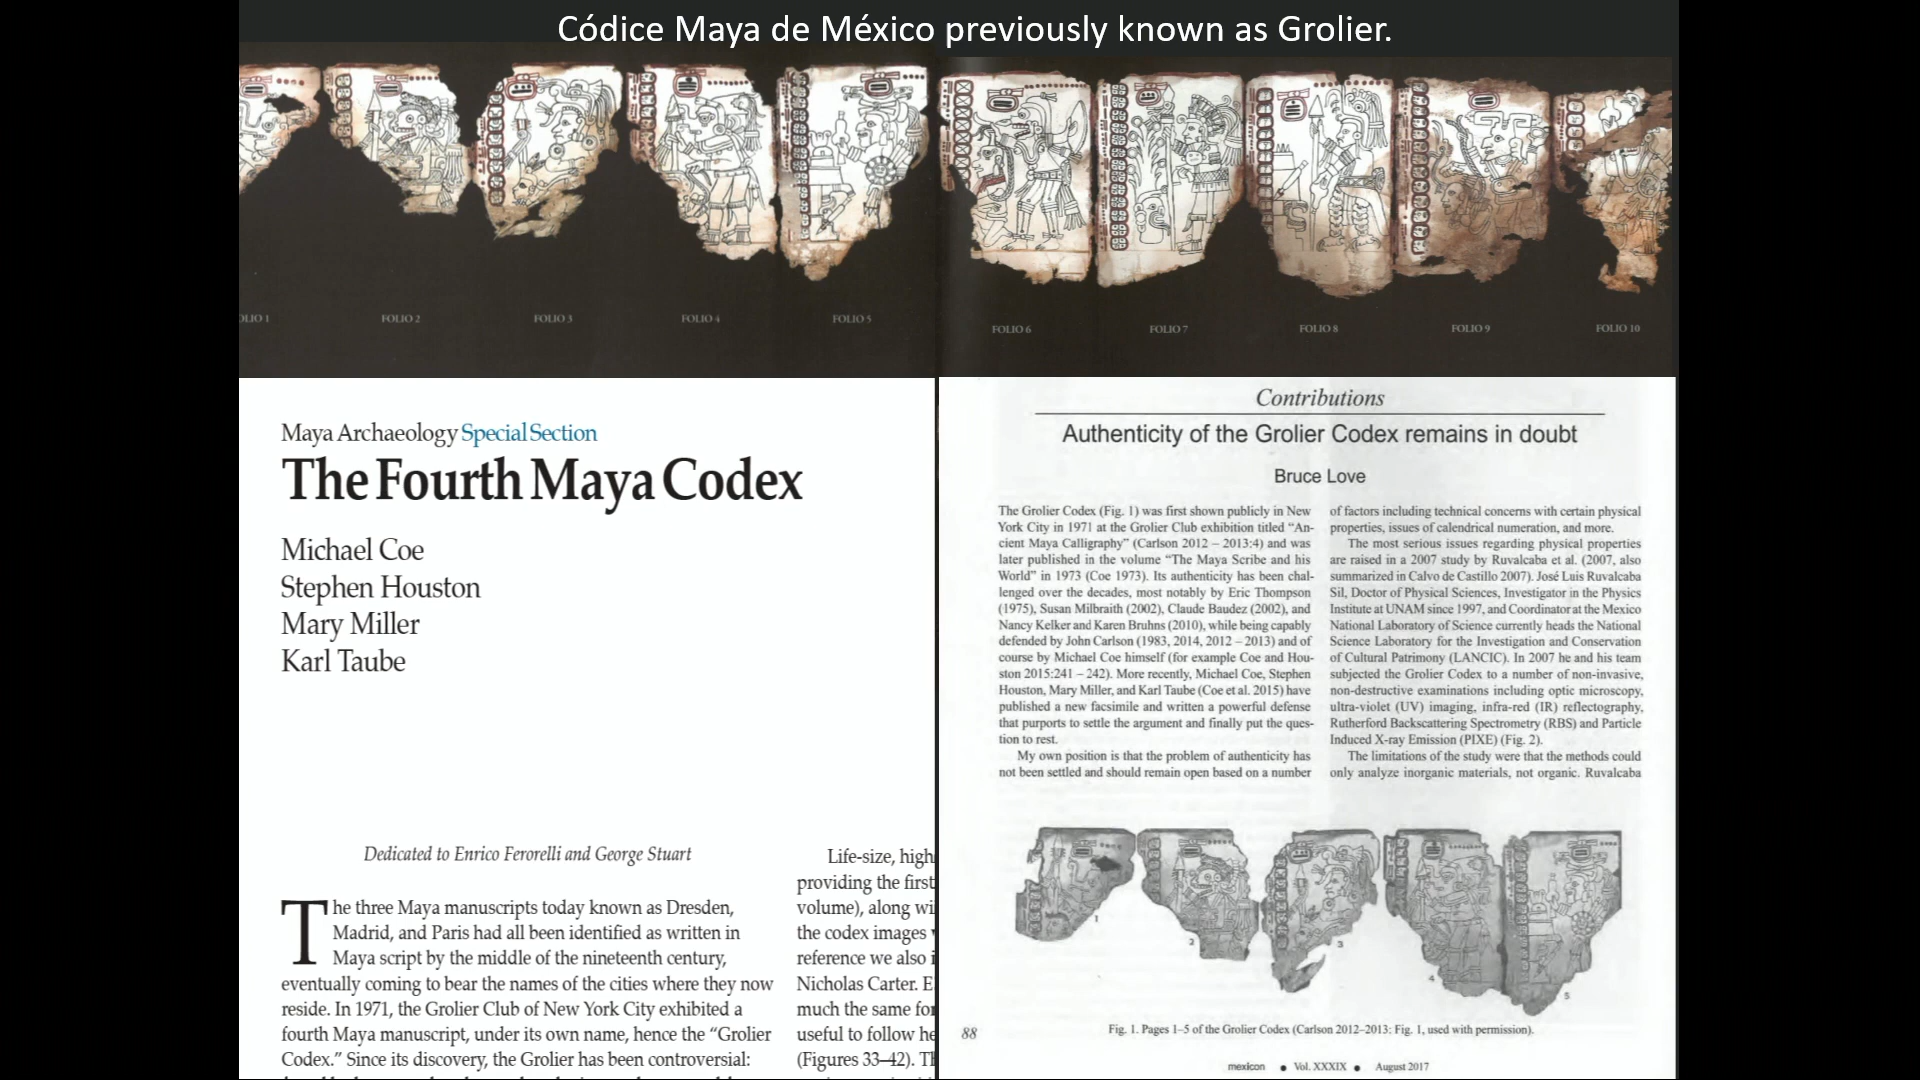 Códice Maya de México previously known as Grolier.
FOLIO 2
FOLIO 3
FOLIO 4
FOLIO 5
FOLIO 6
FOLIO 7
FOLIO 8
FOLIO 9
FOLIO 10
Maya Archaeology Special Section
The Fourth Maya Codex
Michael Coe
Stephen Houston
Mary Miller
Karl Taube
Dedicated to Enrico Ferorelli and George Stuart
The three Maya manuscripts today known as Dresden,
Madrid, and Paris had all been identified as written in
Maya script by the middle of the nineteenth century,
eventually coming to bear the names of the cities where they now
reside. In 1971, the Grolier Club of New York City exhibited a
fourth Maya manuscript, under its own name, hence the “Grolier
Codex.” Since its discovery, the Grolier has been controversial:
Life-size, high
providing the first
volume), along
the codex images
reference we also
Nicholas Carter.
much the same
useful to follow
(Figures 33–42).
Contributions
Authenticity of the Grolier Codex remains in doubt
Bruce Love
The Grolier Codex (Fig. 1) was first shown publicly in New
York City in 1971 at the Grolier Club exhibition titled “An-
cient Maya Calligraphy” (Carlson 2012 – 2013:4) and was
later published in the volume “The Maya Scribe and his
World” in 1973 (Coe 1973). Its authenticity has been chal-
lenged over the decades, most notably by Eric Thompson
(1975), Susan Milbraith (2002), Claude Baudez (2002), and
Nancy Kelker and Karen Bruhns (2010), while being capably
defended by John Carlson (1983, 2014, 2012 – 2013) and of
course by Michael Coe himself (for example Coe and Hou-
ston 2015:241 – 242). More recently, Michael Coe, Stephen
Houston, Mary Miller, and Karl Taube (Coe et al. 2015) have
published a new facsimile and written a powerful defense
that purports to settle the argument and finally put the ques-
tion to rest.
My own position is that the problem of authenticity has
not been settled and should remain open based on a number
of factors including technical concerns with certain physical
properties, issues of calendrical numeration, and more.
The most serious issues regarding physical properties
are raised in a 2007 study by Ruvalcaba et al. (2007, also
summarized in Calvo de Castillo 2007). José Luis Ruvalcaba
Sil, Doctor of Physical Sciences, Investigator in the Physics
Institute at UNAM since 1997, and Coordinator at the Mexico
National Laboratory of Science currently heads the National
Science Laboratory for the Investigation and Conservation
of Cultural Patrimony (LANCIC). In 2007 he and his team
subjected the Grolier Codex to a number of non-invasive,
non-destructive examinations including optic microscopy,
ultra-violet (UV) imaging, infra-red (IR) reflectography,
Rutherford Backscattering Spectrometry (RBS) and Particle
Induced X-ray Emission (PIXE) (Fig. 2).
The limitations of the study were that the methods could
only analyze inorganic materials, not organic. Ruvalcaba
1
2
3
4
5
Fig. 1. Pages 1–5 of the Grolier Codex (Carlson 2012–2013: Fig. 1, used with permission).
88
mexicon • Vol. XXXIX • August 2017